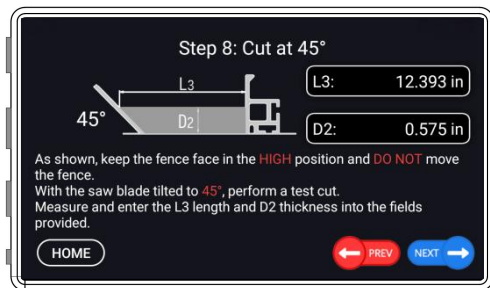 Step 8: Cut at 45°
L3
L3: 12.393 in
45°
D2
D2: 0.575 in
As shown, keep the fence face in the HIGH position and DO NOT move
the fence.
With the saw blade tilted to 45°, perform a test cut.
Measure and enter the L3 length and D2 thickness into the fields
provided.
HOME
PREV
NEXT